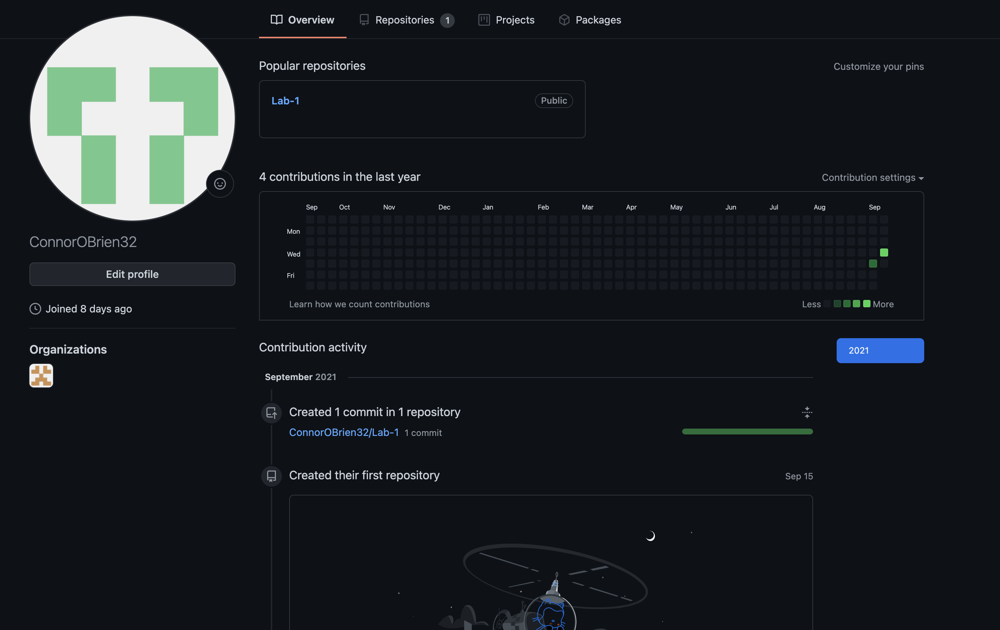 Overview Repositories 1 Projects Packages
ConnorOBrien32
Edit profile
Joined 8 days ago
Organizations
Popular repositories Customize your pins
Lab-1 Public
4 contributions in the last year Contribution settings
Sep Oct Nov Dec Jan Feb Mar Apr May Jun Jul Aug Sep
Mon
Wed
Fri
Learn how we count contributions Less More
Contribution activity 2021
September 2021
Created 1 commit in 1 repository
ConnorOBrien32/Lab-1 1 commit
Created their first repository Sep 15